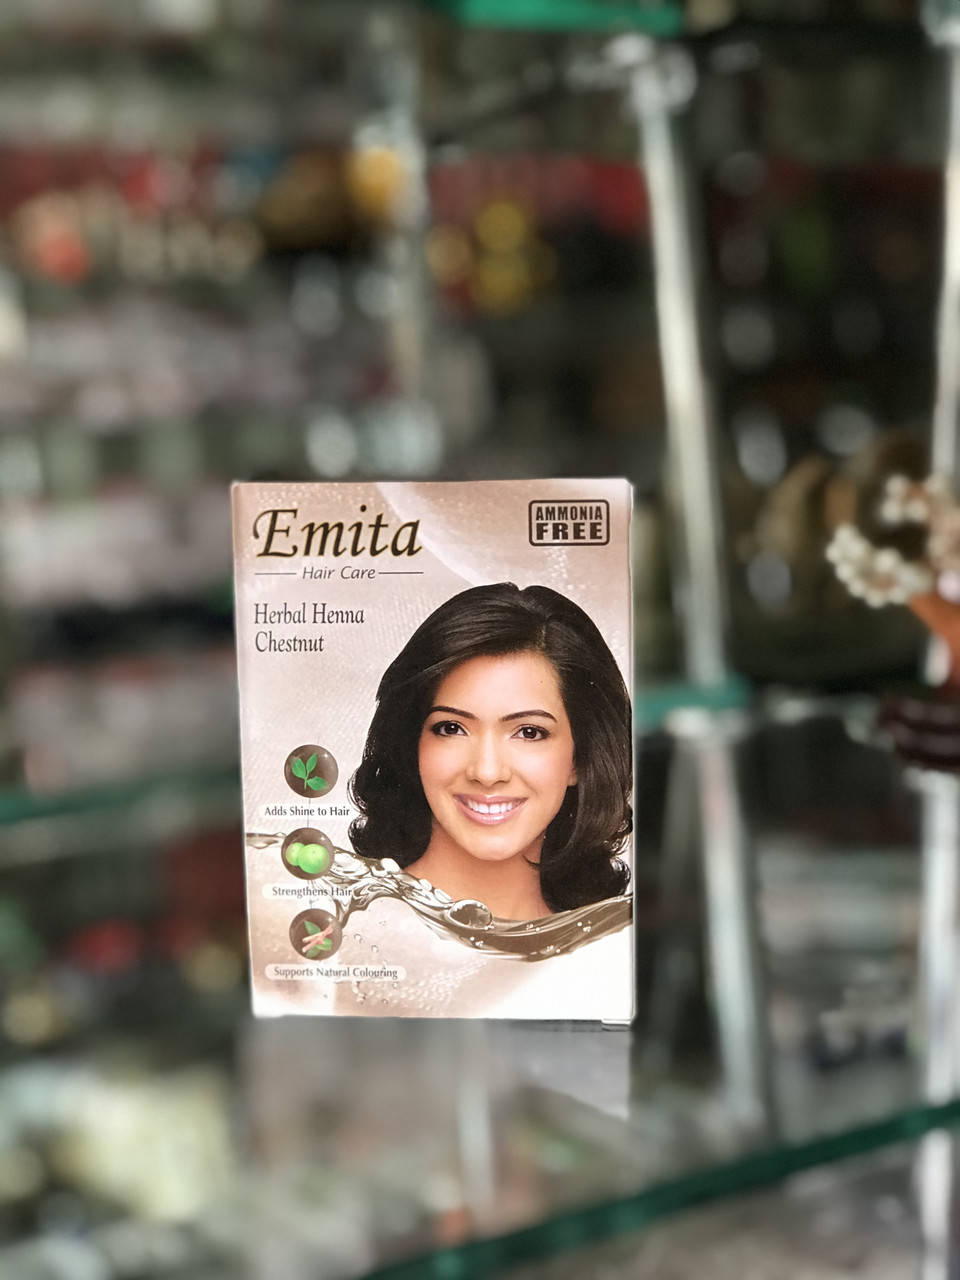 Emita
Hair Care
AMMONIA
FREE
Herbal Henna
Chestnut
Adds Shine to Hair
Strengthens Hair
Supports Natural Colouring